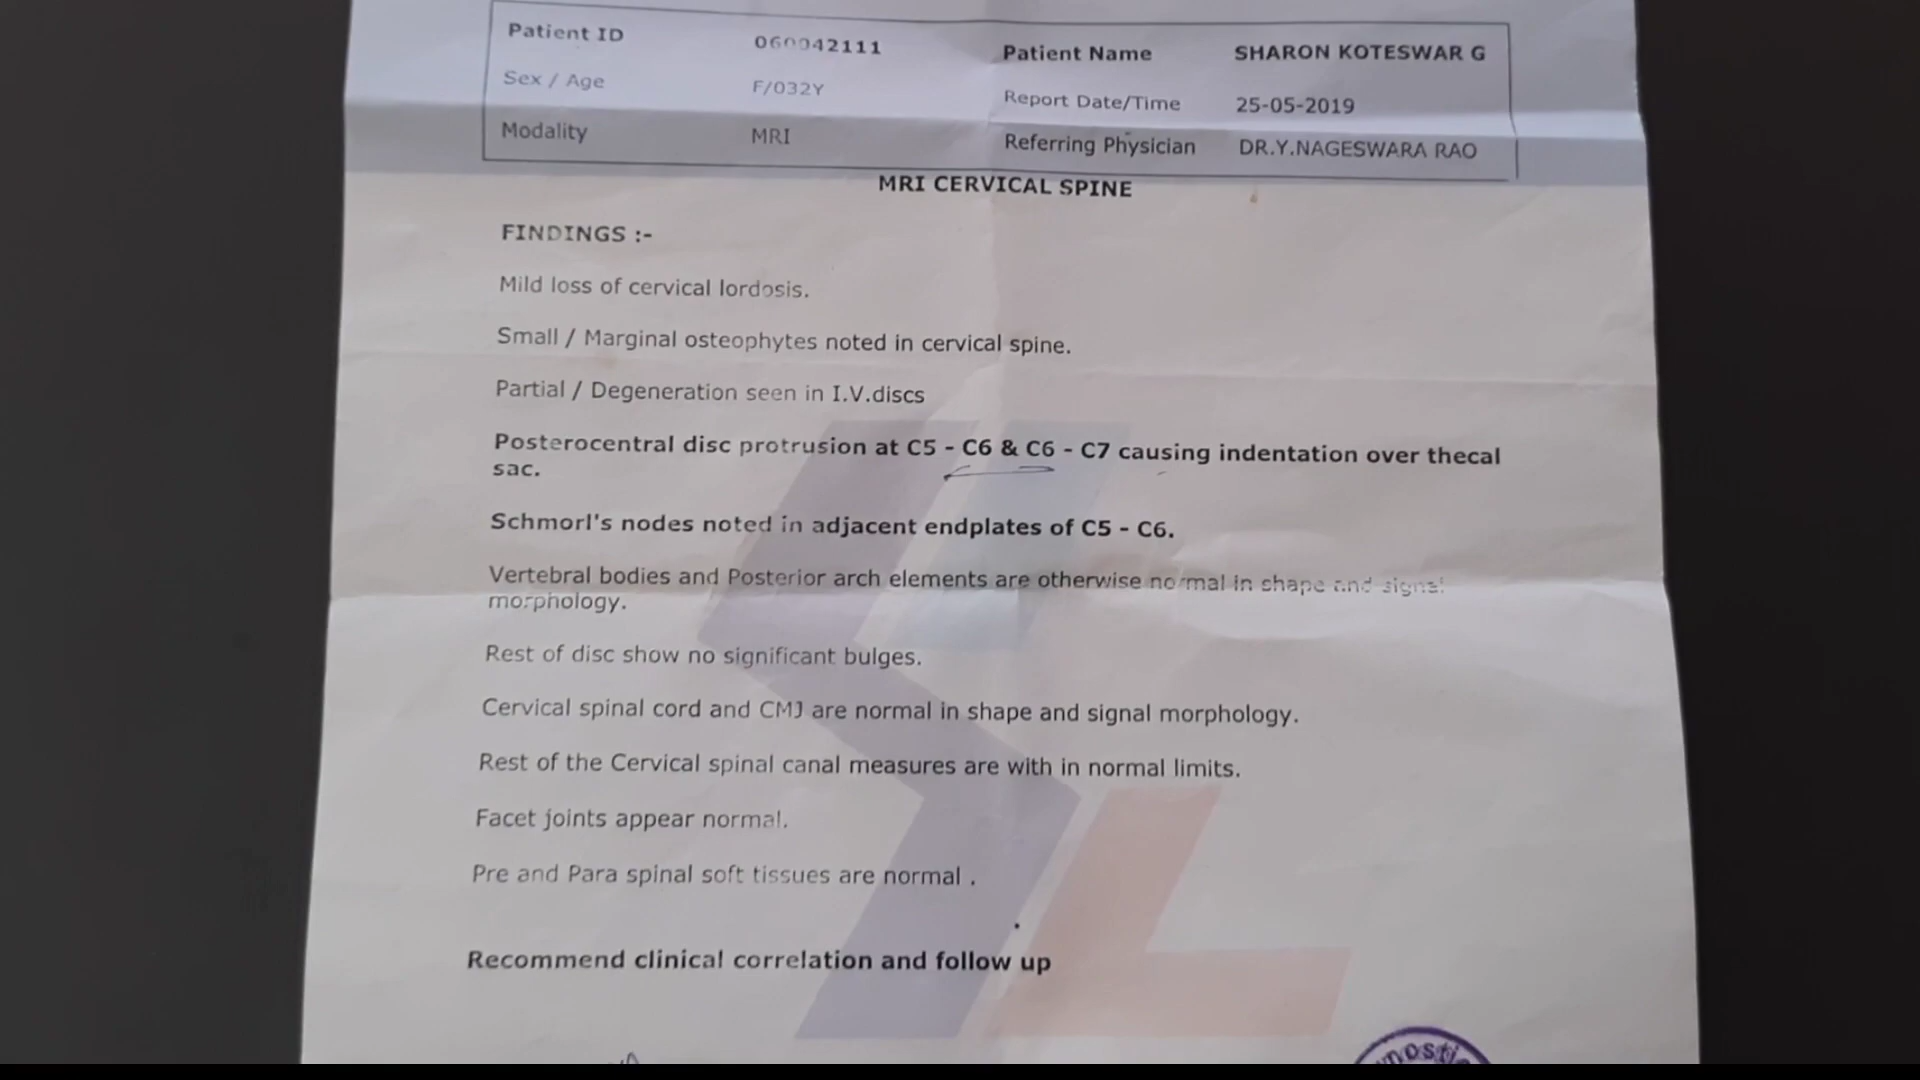 Patient ID 060042111 Patient Name SHARON KOTESWAR G
Sex / Age F/032Y Report Date/Time 25-05-2019
Modality MRI Referring Physician DR.Y.NAGESWARA RAO
MRI CERVICAL SPINE
FINDINGS :-
Mild loss of cervical lordosis.
Small / Marginal osteophytes noted in cervical spine.
Partial / Degeneration seen in I.V.discs
Posterocentral disc protrusion at C5 - C6 & C6 - C7 causing indentation over thecal
sac.
Schmorl's nodes noted in adjacent endplates of C5 - C6.
Vertebral bodies and Posterior arch elements are otherwise normal in shape and signal
morphology.
Rest of disc show no significant bulges.
Cervical spinal cord and CMJ are normal in shape and signal morphology.
Rest of the Cervical spinal canal measures are with in normal limits.
Facet joints appear normal.
Pre and Para spinal soft tissues are normal .
Recommend clinical correlation and follow up